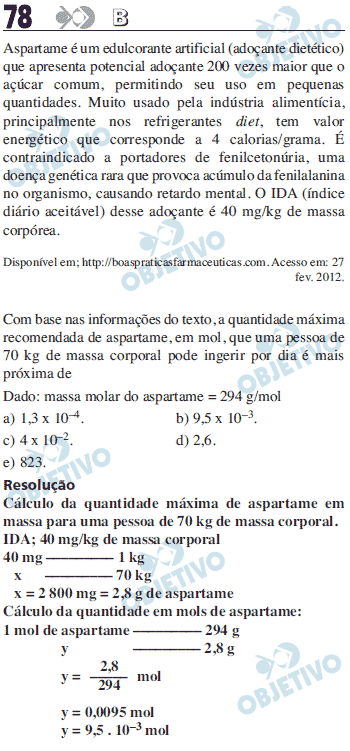 78 B
Aspartame é um edulcorante artificial (adoçante dietético)
que apresenta potencial adoçante 200 vezes maior que o
açúcar comum, permitindo seu uso em pequenas
quantidades. Muito usado pela indústria alimentícia,
principalmente nos refrigerantes diet, tem valor
energético que corresponde a 4 calorias/grama. É
contraindicado a portadores de fenilcetonúria, uma
doença genética rara que provoca acúmulo da fenilalanina
no organismo, causando retardo mental. O IDA (índice
diário aceitável) desse adoçante é 40 mg/kg de massa
corpórea.
Disponível em; http://boaspraticasfarmaceuticas.com. Acesso em: 27
fev. 2012.
Com base nas informações do texto, a quantidade máxima
recomendada de aspartame, em mol, que uma pessoa de
70 kg de massa corporal pode ingerir por dia é mais
próxima de
Dado: massa molar do aspartame = 294 g/mol
a) 1,3 x 10⁻⁴. b) 9,5 x 10⁻³.
c) 4 x 10⁻². d) 2,6.
e) 823.
Resolução
Cálculo da quantidade máxima de aspartame em
massa para uma pessoa de 70 kg de massa corporal.
IDA; 40 mg/kg de massa corporal
40 mg ––––––– 1 kg
x ––––––– 70 kg
x = 2 800 mg = 2,8 g de aspartame
Cálculo da quantidade em mols de aspartame:
1 mol de aspartame ––––––– 294 g
y ––––––– 2,8 g
y = 2,8/294 mol
y = 0,0095 mol
y = 9,5 . 10⁻³ mol
OBJETIVO
OBJETIVO
OBJETIVO
OBJETIVO
OBJETIVO
OBJETIVO
OBJETIVO